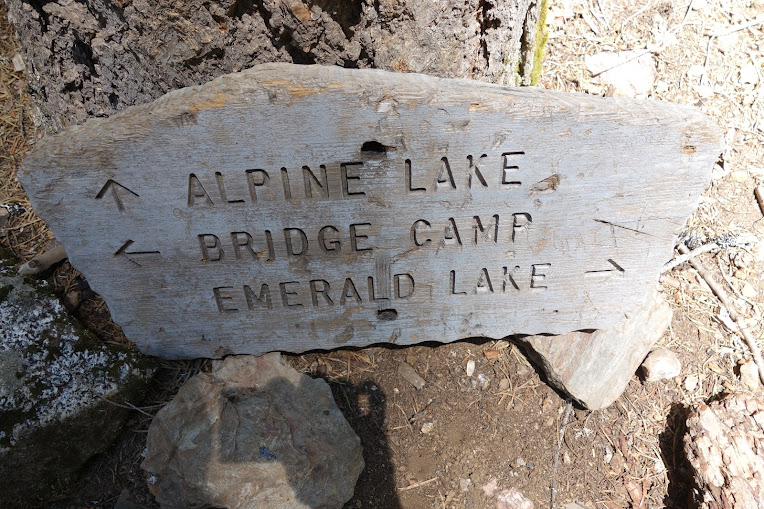 ↑ ALPINE LAKE
← BRIDGE CAMP
EMERALD LAKE →